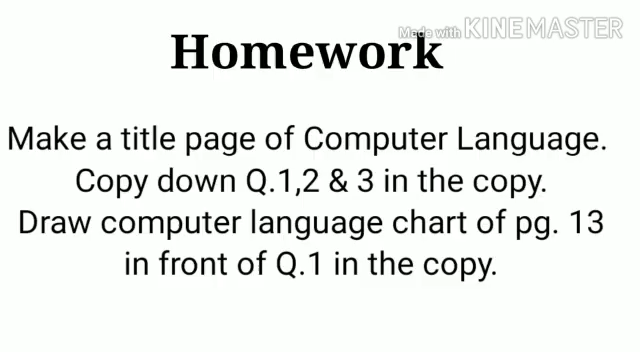 Made with KINEMASTER
Homework
Make a title page of Computer Language.
Copy down Q.1,2 & 3 in the copy.
Draw computer language chart of pg. 13
in front of Q.1 in the copy.